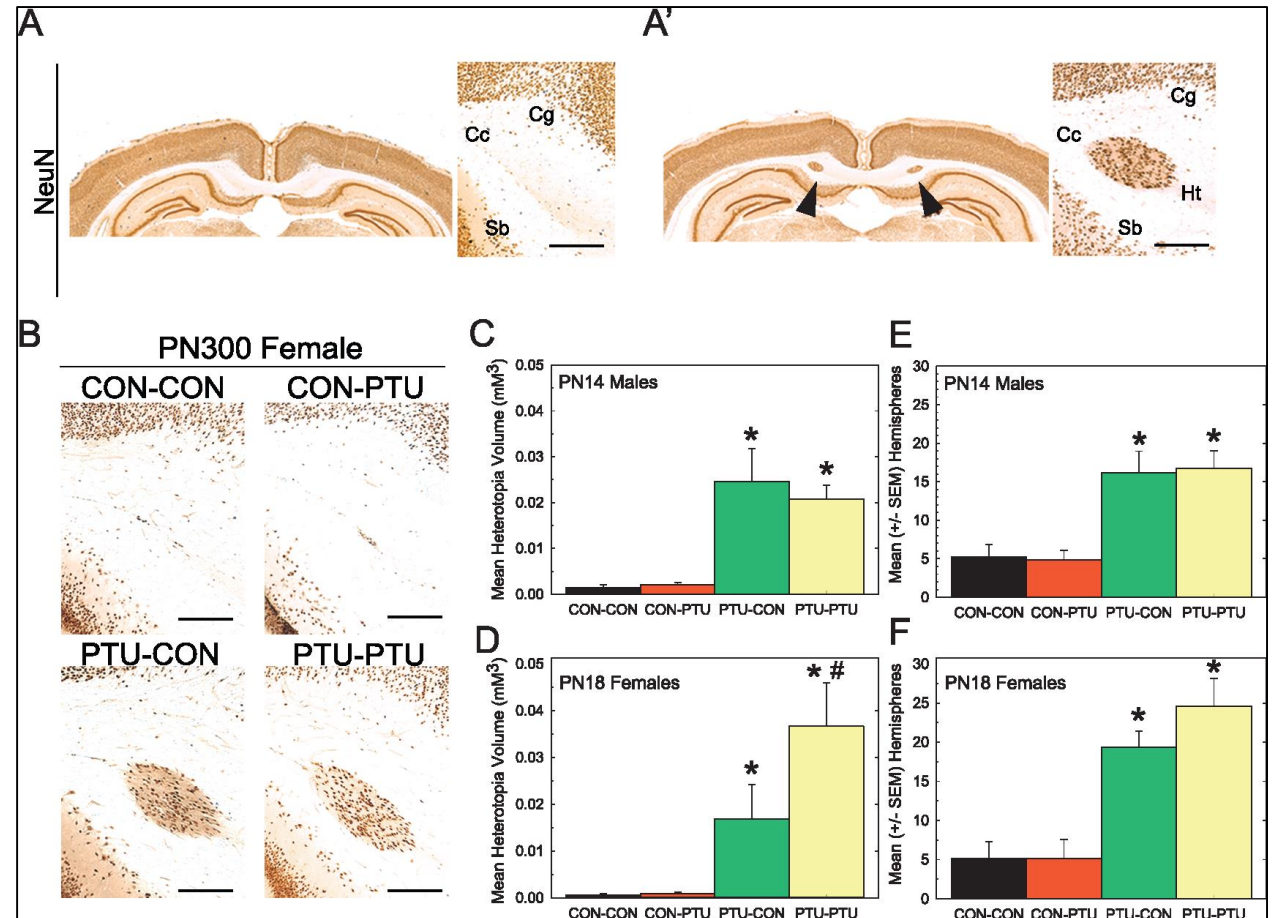 A
A'
NeuN
Cg
Cc
Sb
Cg
Cc
Ht
Sb
B
PN300 Female
CON-CON
CON-PTU
PTU-CON
PTU-PTU
C
Mean Heterotopia Volume (mM³)
0.05
0.04
0.03
0.02
0.01
0.00
PN14 Males
*
*
CON-CON CON-PTU PTU-CON PTU-PTU
E
Mean (+/- SEM) Hemispheres
30
25
20
15
10
5
0
PN14 Males
*
*
CON-CON CON-PTU PTU-CON PTU-PTU
D
Mean Heterotopia Volume (mM³)
0.05
0.04
0.03
0.02
0.01
0.00
PN18 Females
*
* #
CON-CON CON-PTU PTU-CON PTU-PTU
F
Mean (+/- SEM) Hemispheres
30
25
20
15
10
5
0
PN18 Females
*
*
CON-CON CON-PTU PTU-CON PTU-PTU